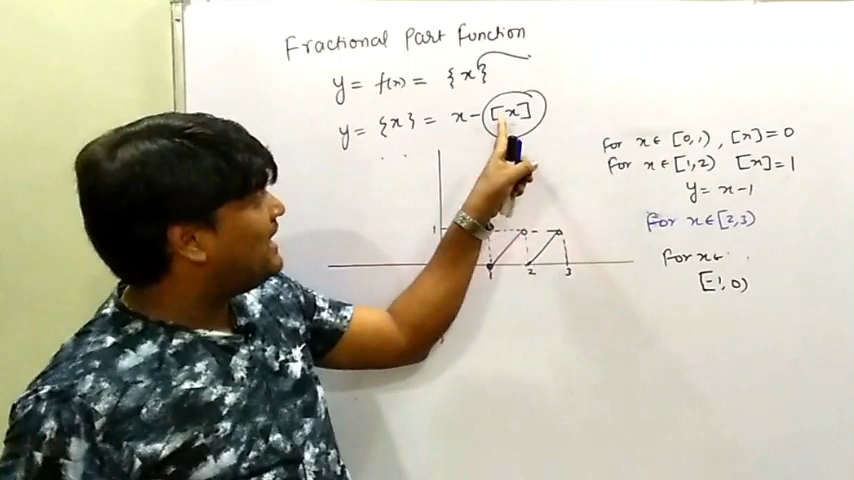 Fractional Part Function
y = f(x) = {x}
y = {x} = x - [x]
for x ∈ [0,1), [x]=0
for x ∈ [1,2) [x]=1
y = x-1
For x∈[2,3)
For x∈
[-1, 0)
1
1 2 3